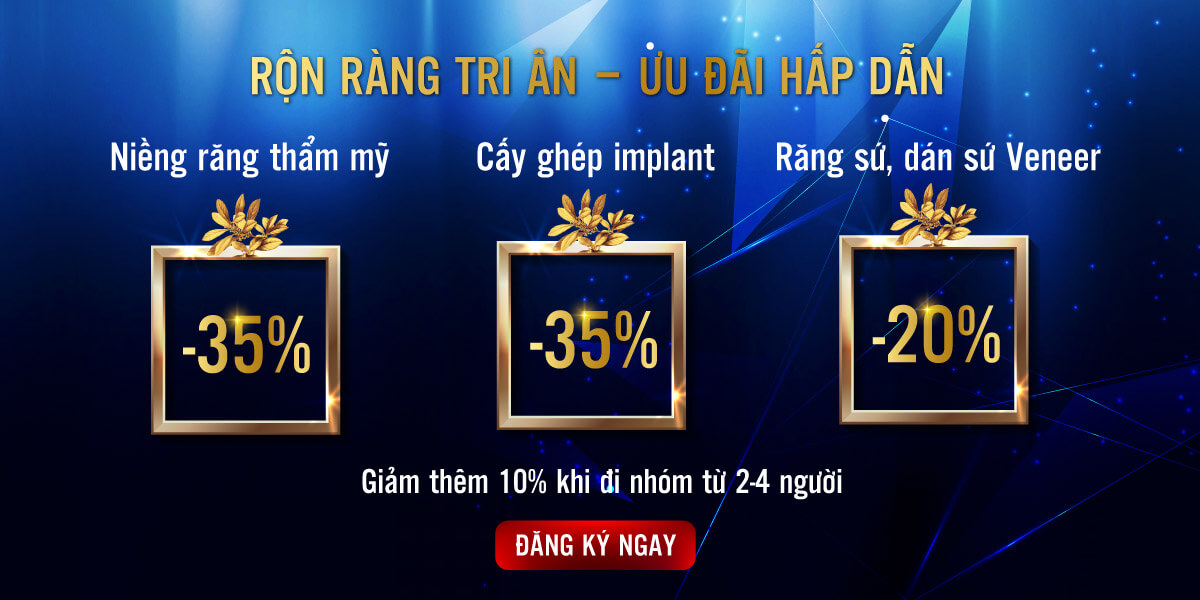 RỘN RÀNG TRI ÂN – ƯU ĐÃI HẤP DẪN
Niềng răng thẩm mỹ
Cấy ghép implant
Răng sứ, dán sứ Veneer
-35%
-35%
-20%
Giảm thêm 10% khi đi nhóm từ 2-4 người
ĐĂNG KÝ NGAY